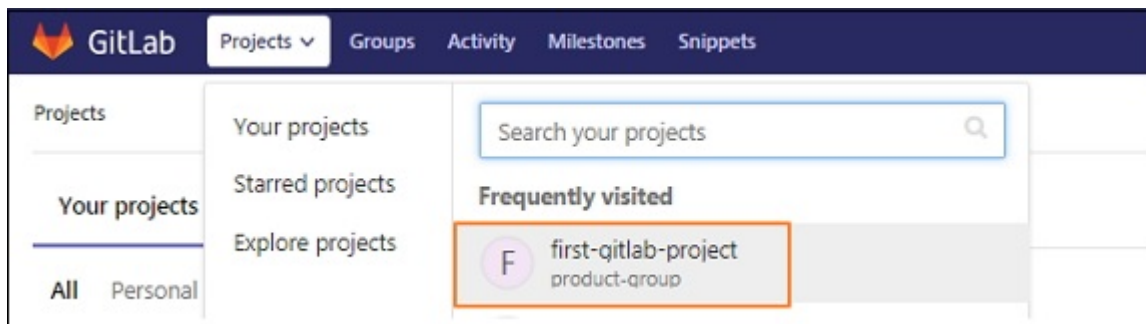 GitLab Projects Groups Activity Milestones Snippets
Projects
Your projects
Starred projects
Explore projects
Search your projects
Frequently visited
F
first-gitlab-project
product-group
Your projects
All Personal